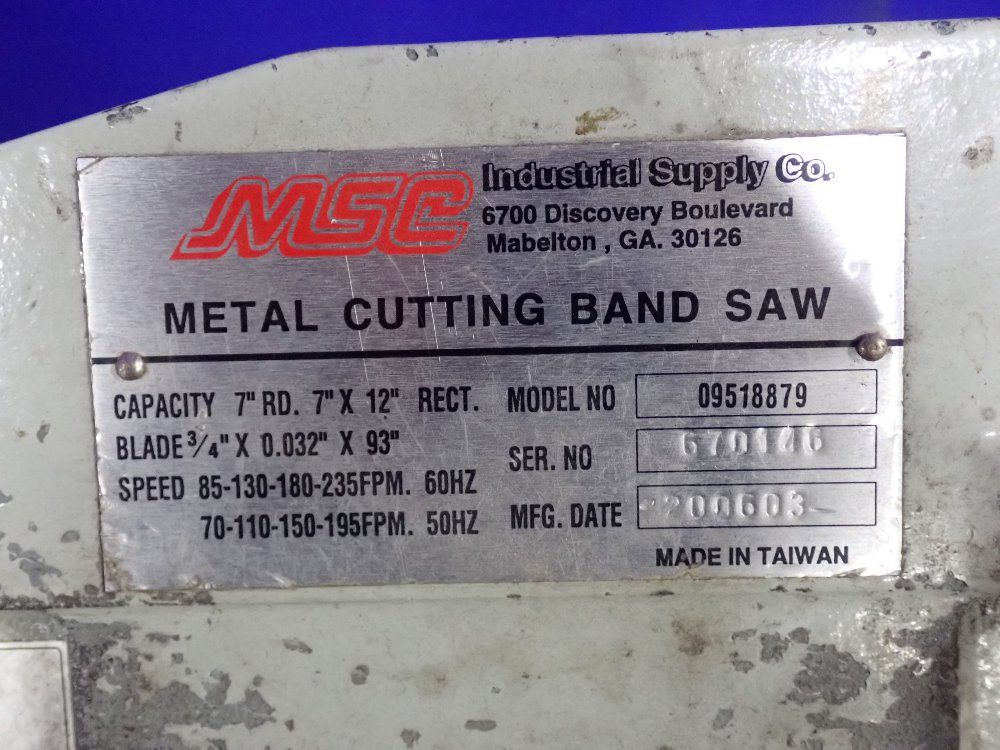 MSC Industrial Supply Co.
6700 Discovery Boulevard
Mabelton , GA. 30126
METAL CUTTING BAND SAW
CAPACITY 7" RD. 7" X 12" RECT.
BLADE 3/4" X 0.032" X 93"
SPEED 85-130-180-235FPM. 60HZ
70-110-150-195FPM. 50HZ
MODEL NO 09518879
SER. NO 670146
MFG. DATE 200603
MADE IN TAIWAN